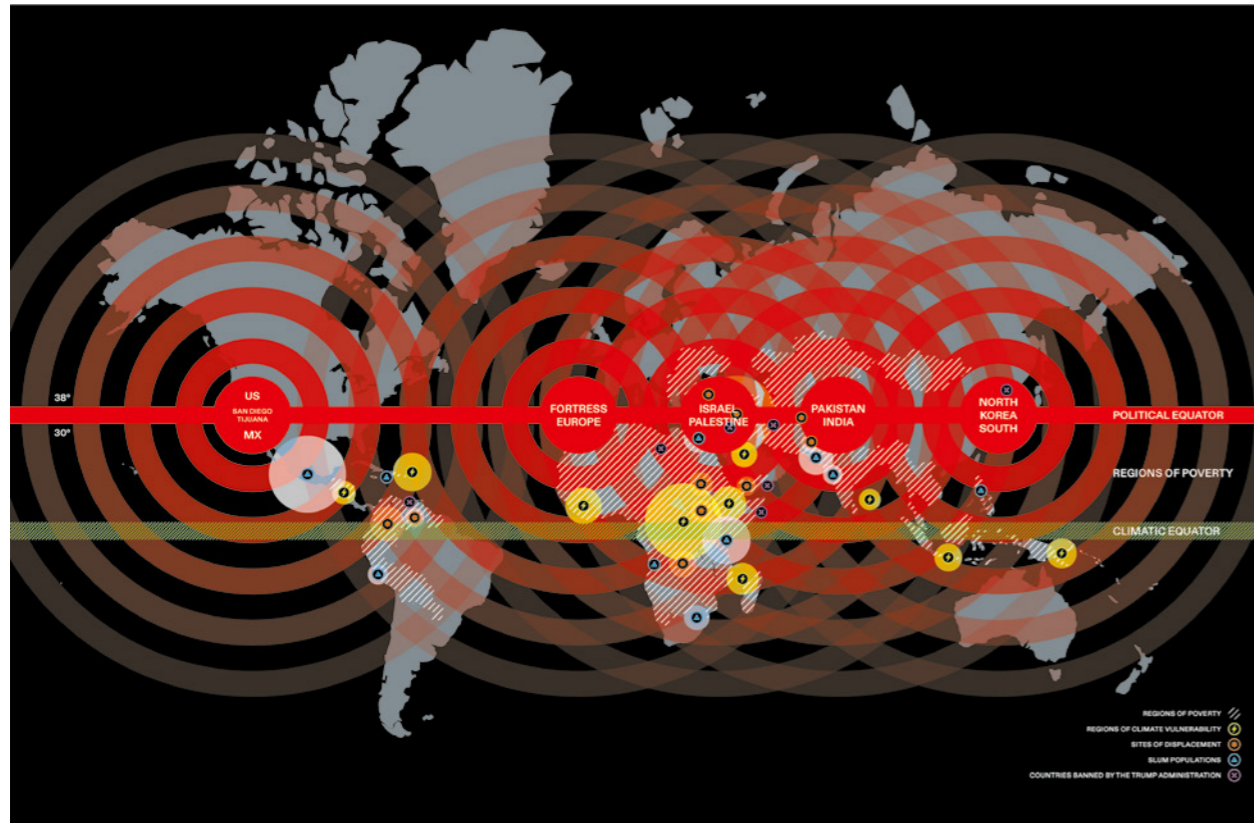 38°
30°
US
SAN DIEGO
TIJUANA
MX
FORTRESS
EUROPE
ISRAEL
PALESTINE
PAKISTAN
INDIA
NORTH
KOREA
SOUTH
POLITICAL EQUATOR
REGIONS OF POVERTY
CLIMATIC EQUATOR
REGIONS OF POVERTY
REGIONS OF CLIMATE VULNERABILITY
SITES OF DISPLACEMENT
SLUM POPULATIONS
COUNTRIES BANNED BY THE TRUMP ADMINISTRATION